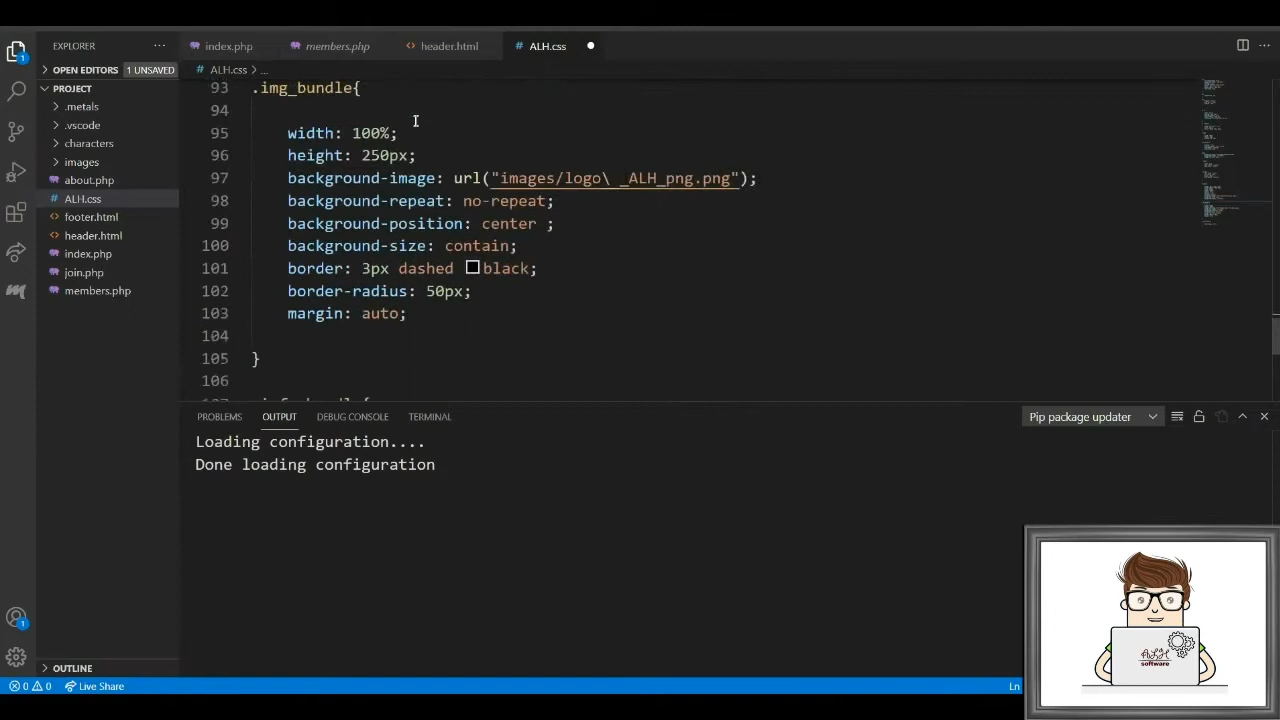 EXPLORER
index.php
members.php
header.html
ALH.css
OPEN EDITORS
1 UNSAVED
ALH.css > ...
PROJECT
.metals
.vscode
characters
images
about.php
ALH.css
footer.html
header.html
index.php
join.php
members.php
93 .img_bundle{
94
95 width: 100%;
96 height: 250px;
97 background-image: url("images/logo\ _ALH_png.png");
98 background-repeat: no-repeat;
99 background-position: center ;
100 background-size: contain;
101 border: 3px dashed black;
102 border-radius: 50px;
103 margin: auto;
104
105 }
106
PROBLEMS
OUTPUT
DEBUG CONSOLE
TERMINAL
Pip package updater
Loading configuration....
Done loading configuration
OUTLINE
0 0 Live Share
Ln
1
1
ALH
software